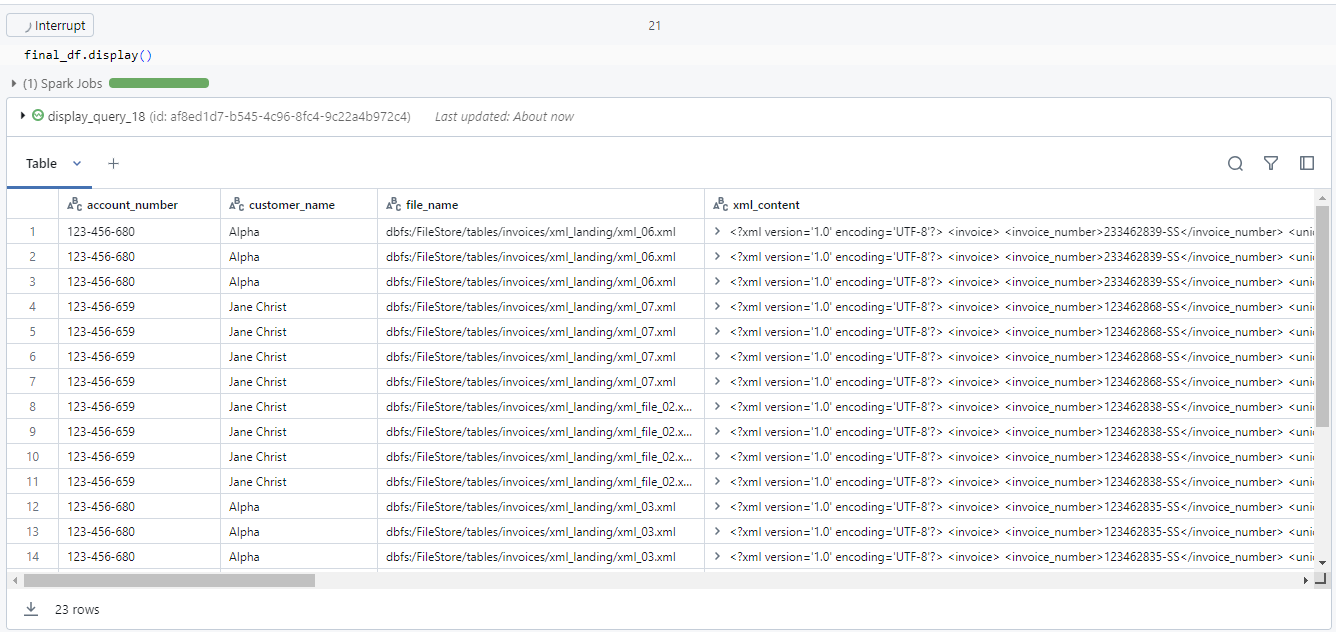 Interrupt 21
final_df.display()
(1) Spark Jobs
display_query_18 (id: af8ed1d7-b545-4c96-8fc4-9c22a4b972c4) Last updated: About now
Table +
ABC account_number ABC customer_name ABC file_name ABC xml_content
1 123-456-680 Alpha dbfs:/FileStore/tables/invoices/xml_landing/xml_06.xml > <?xml version='1.0' encoding='UTF-8'?> <invoice> <invoice_number>233462839-SS</invoice_number> <uni
2 123-456-680 Alpha dbfs:/FileStore/tables/invoices/xml_landing/xml_06.xml > <?xml version='1.0' encoding='UTF-8'?> <invoice> <invoice_number>233462839-SS</invoice_number> <uni
3 123-456-680 Alpha dbfs:/FileStore/tables/invoices/xml_landing/xml_06.xml > <?xml version='1.0' encoding='UTF-8'?> <invoice> <invoice_number>233462839-SS</invoice_number> <uni
4 123-456-659 Jane Christ dbfs:/FileStore/tables/invoices/xml_landing/xml_07.xml > <?xml version='1.0' encoding='UTF-8'?> <invoice> <invoice_number>123462868-SS</invoice_number> <uni
5 123-456-659 Jane Christ dbfs:/FileStore/tables/invoices/xml_landing/xml_07.xml > <?xml version='1.0' encoding='UTF-8'?> <invoice> <invoice_number>123462868-SS</invoice_number> <uni
6 123-456-659 Jane Christ dbfs:/FileStore/tables/invoices/xml_landing/xml_07.xml > <?xml version='1.0' encoding='UTF-8'?> <invoice> <invoice_number>123462868-SS</invoice_number> <uni
7 123-456-659 Jane Christ dbfs:/FileStore/tables/invoices/xml_landing/xml_07.xml > <?xml version='1.0' encoding='UTF-8'?> <invoice> <invoice_number>123462868-SS</invoice_number> <uni
8 123-456-659 Jane Christ dbfs:/FileStore/tables/invoices/xml_landing/xml_file_02.x... > <?xml version='1.0' encoding='UTF-8'?> <invoice> <invoice_number>123462838-SS</invoice_number> <uni
9 123-456-659 Jane Christ dbfs:/FileStore/tables/invoices/xml_landing/xml_file_02.x... > <?xml version='1.0' encoding='UTF-8'?> <invoice> <invoice_number>123462838-SS</invoice_number> <uni
10 123-456-659 Jane Christ dbfs:/FileStore/tables/invoices/xml_landing/xml_file_02.x... > <?xml version='1.0' encoding='UTF-8'?> <invoice> <invoice_number>123462838-SS</invoice_number> <uni
11 123-456-659 Jane Christ dbfs:/FileStore/tables/invoices/xml_landing/xml_file_02.x... > <?xml version='1.0' encoding='UTF-8'?> <invoice> <invoice_number>123462838-SS</invoice_number> <uni
12 123-456-680 Alpha dbfs:/FileStore/tables/invoices/xml_landing/xml_03.xml > <?xml version='1.0' encoding='UTF-8'?> <invoice> <invoice_number>123462835-SS</invoice_number> <uni
13 123-456-680 Alpha dbfs:/FileStore/tables/invoices/xml_landing/xml_03.xml > <?xml version='1.0' encoding='UTF-8'?> <invoice> <invoice_number>123462835-SS</invoice_number> <uni
14 123-456-680 Alpha dbfs:/FileStore/tables/invoices/xml_landing/xml_03.xml > <?xml version='1.0' encoding='UTF-8'?> <invoice> <invoice_number>123462835-SS</invoice_number> <uni
23 rows